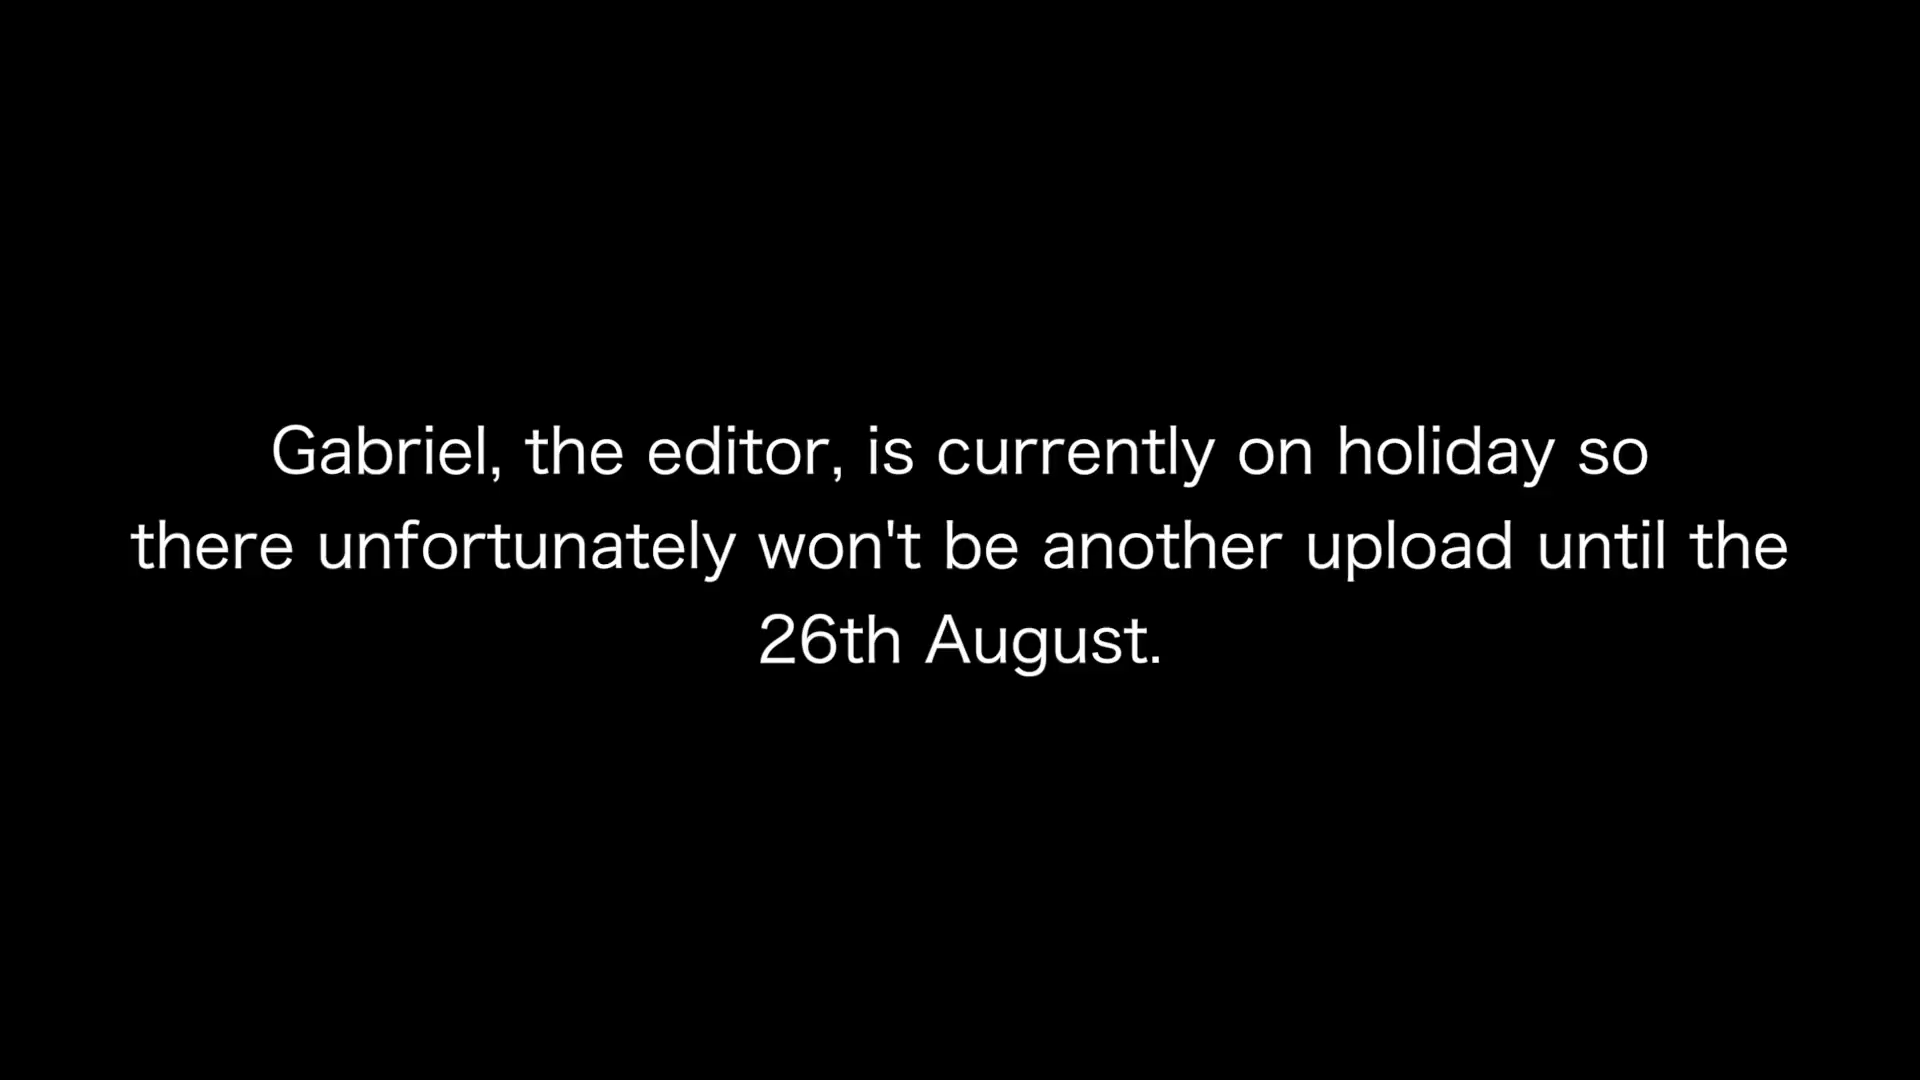 Gabriel, the editor, is currently on holiday so
there unfortunately won't be another upload until the
26th August.